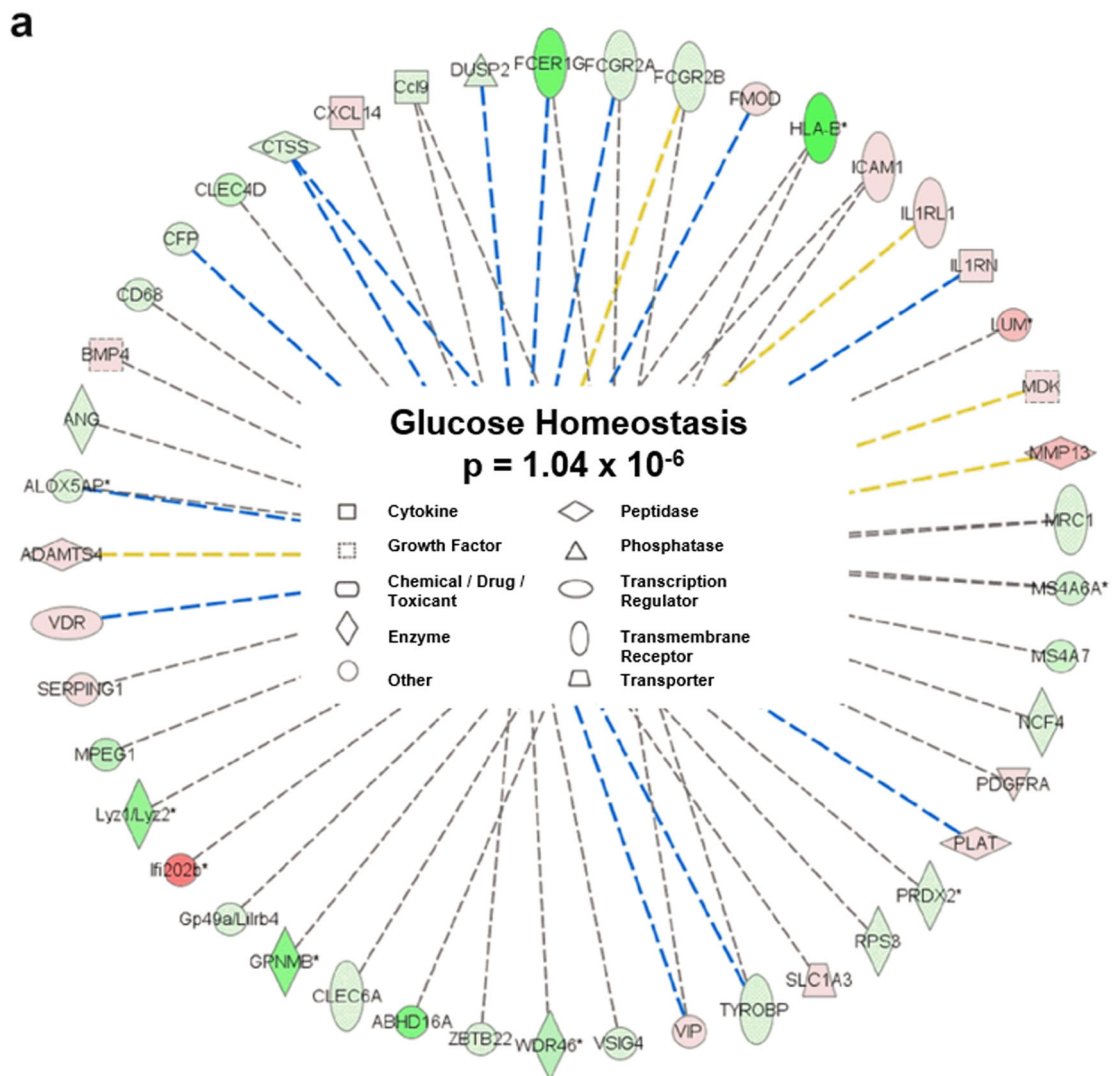 a
DUSP2
FCER1G
FCGR2A
FCGR2B
FMOD
HLA-B*
ICAM1
IL1RL1
IL1RN
LUM*
MDK
MMP13
MRC1
MS4A6A*
MS4A7
NCF4
PDGFRA
PLAT
PRDX2*
RPS3
SLC1A3
TYROBP
VIP
VSIG4
WDR46*
ZBTB22
ABHD16A
CLEC6A
GPNMB*
Gp49a/Lilrb4
Ifi202b*
Lyz1/Lyz2*
MPEG1
SERPING1
VDR
ADAMTS4
ALOX5AP*
ANG
BMP4
CD68
CFP
CLEC4D
CTSS
CXCL14
Ccl9
Glucose Homeostasis
p = 1.04 x 10-6
Cytokine
Growth Factor
Chemical / Drug /
Toxicant
Enzyme
Other
Peptidase
Phosphatase
Transcription
Regulator
Transmembrane
Receptor
Transporter